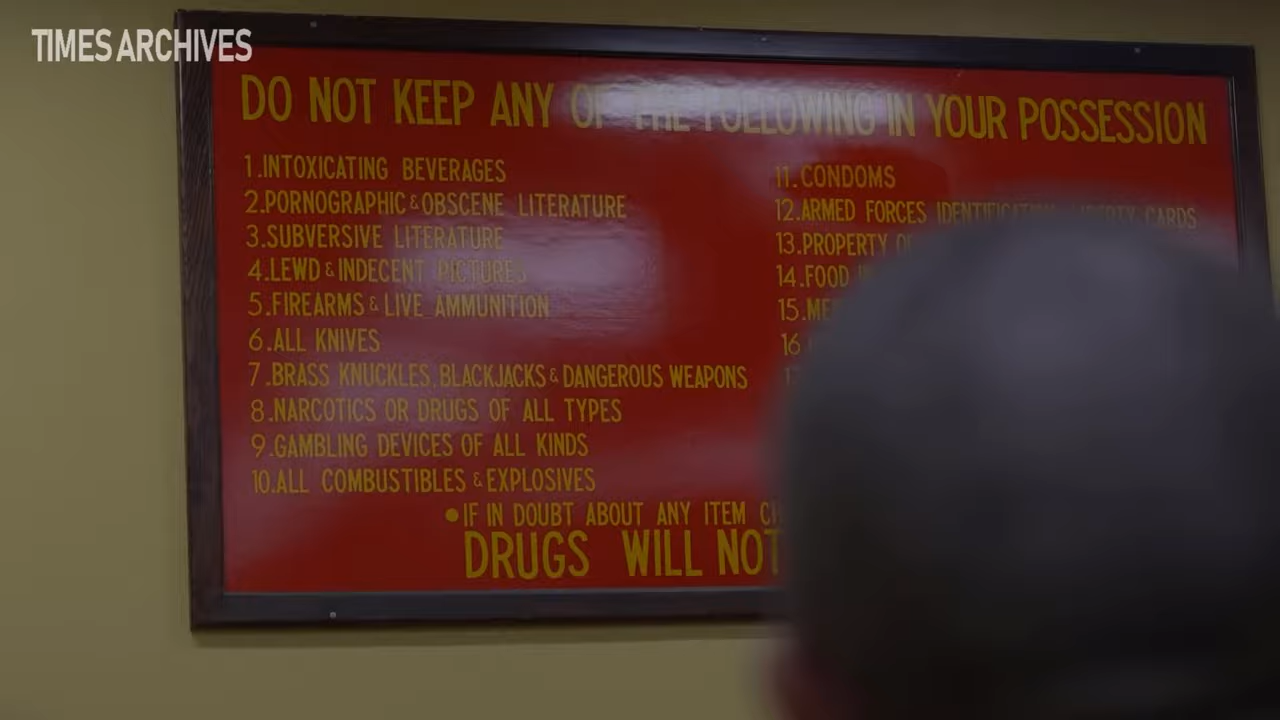 TIMES ARCHIVES
DO NOT KEEP ANY OF THE FOLLOWING IN YOUR POSSESSION
1.INTOXICATING BEVERAGES
2.PORNOGRAPHIC & OBSCENE LITERATURE
3.SUBVERSIVE LITERATURE
4.LEWD & INDECENT PICTURES
5.FIREARMS & LIVE AMMUNITION
6.ALL KNIVES
7.BRASS KNUCKLES, BLACKJACKS & DANGEROUS WEAPONS
8.NARCOTICS OR DRUGS OF ALL TYPES
9.GAMBLING DEVICES OF ALL KINDS
10.ALL COMBUSTIBLES & EXPLOSIVES
11.CONDOMS
12.ARMED FORCES IDENTIFICATION LIBERTY CARDS
13.PROPERTY
14.FOOD
15.
16
•IF IN DOUBT ABOUT ANY ITEM
DRUGS WILL NOT